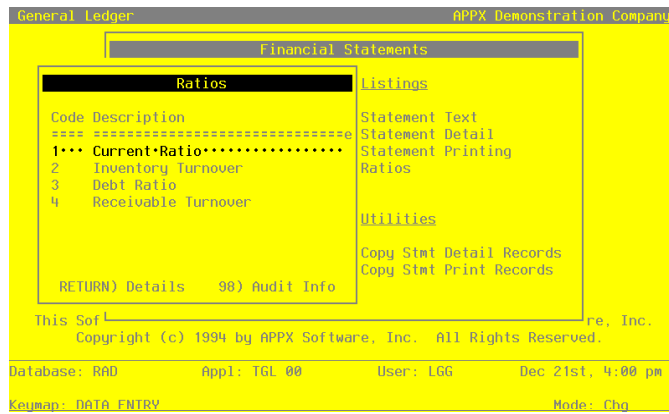 General Ledger APPX Demonstration Company
Financial Statements
Ratios
Code Description
==== ==============================e
1••• Current•Ratio•••••••••••••••••
2 Inventory Turnover
3 Debt Ratio
4 Receivable Turnover
RETURN) Details 98) Audit Info
Listings
Statement Text
Statement Detail
Statement Printing
Ratios
Utilities
Copy Stmt Detail Records
Copy Stmt Print Records
This Sof re, Inc.
Copyright (c) 1994 by APPX Software, Inc. All Rights Reserved.
Database: RAD Appl: TGL 00 User: LGG Dec 21st, 4:00 pm
Keymap: DATA ENTRY Mode: Chg